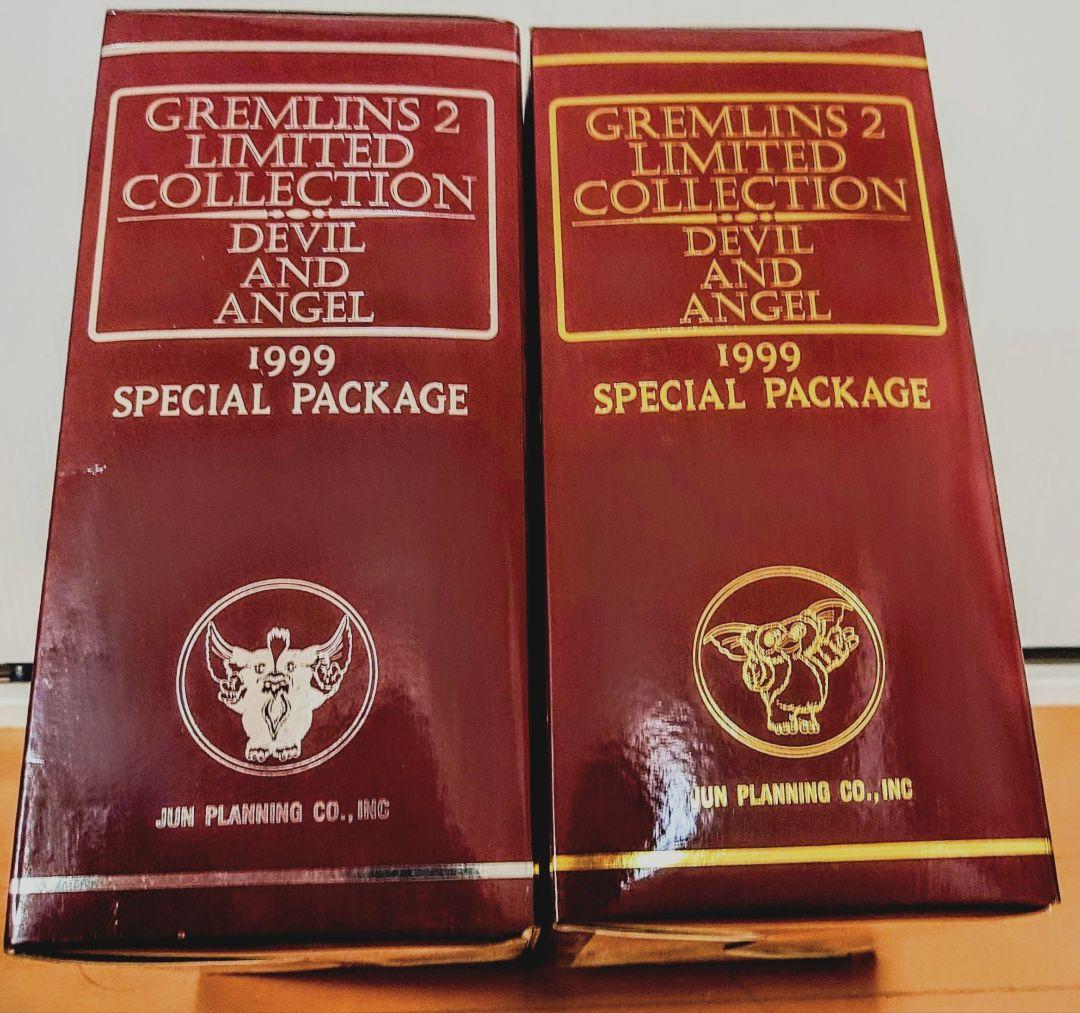 GREMLINS 2
LIMITED
COLLECTION
DEVIL
AND
ANGEL
1999
SPECIAL PACKAGE
JUN PLANNING CO., INC
GREMLINS 2
LIMITED
COLLECTION
DEVIL
AND
ANGEL
1999
SPECIAL PACKAGE
JUN PLANNING CO., INC